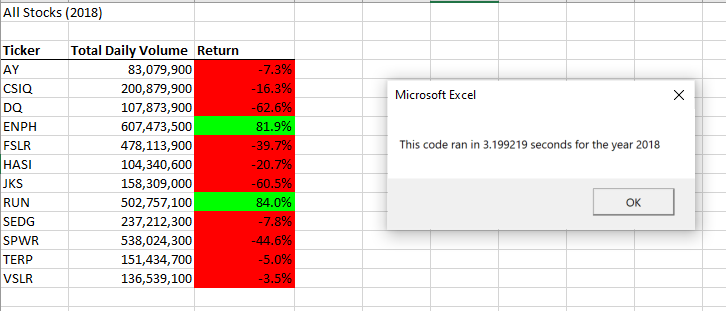 All Stocks (2018)
Ticker Total Daily Volume Return
AY 83,079,900 -7.3%
CSIQ 200,879,900 -16.3%
DQ 107,873,900 -62.6%
ENPH 607,473,500 81.9%
FSLR 478,113,900 -39.7%
HASI 104,340,600 -20.7%
JKS 158,309,000 -60.5%
RUN 502,757,100 84.0%
SEDG 237,212,300 -7.8%
SPWR 538,024,300 -44.6%
TERP 151,434,700 -5.0%
VSLR 136,539,100 -3.5%
Microsoft Excel
This code ran in 3.199219 seconds for the year 2018
OK